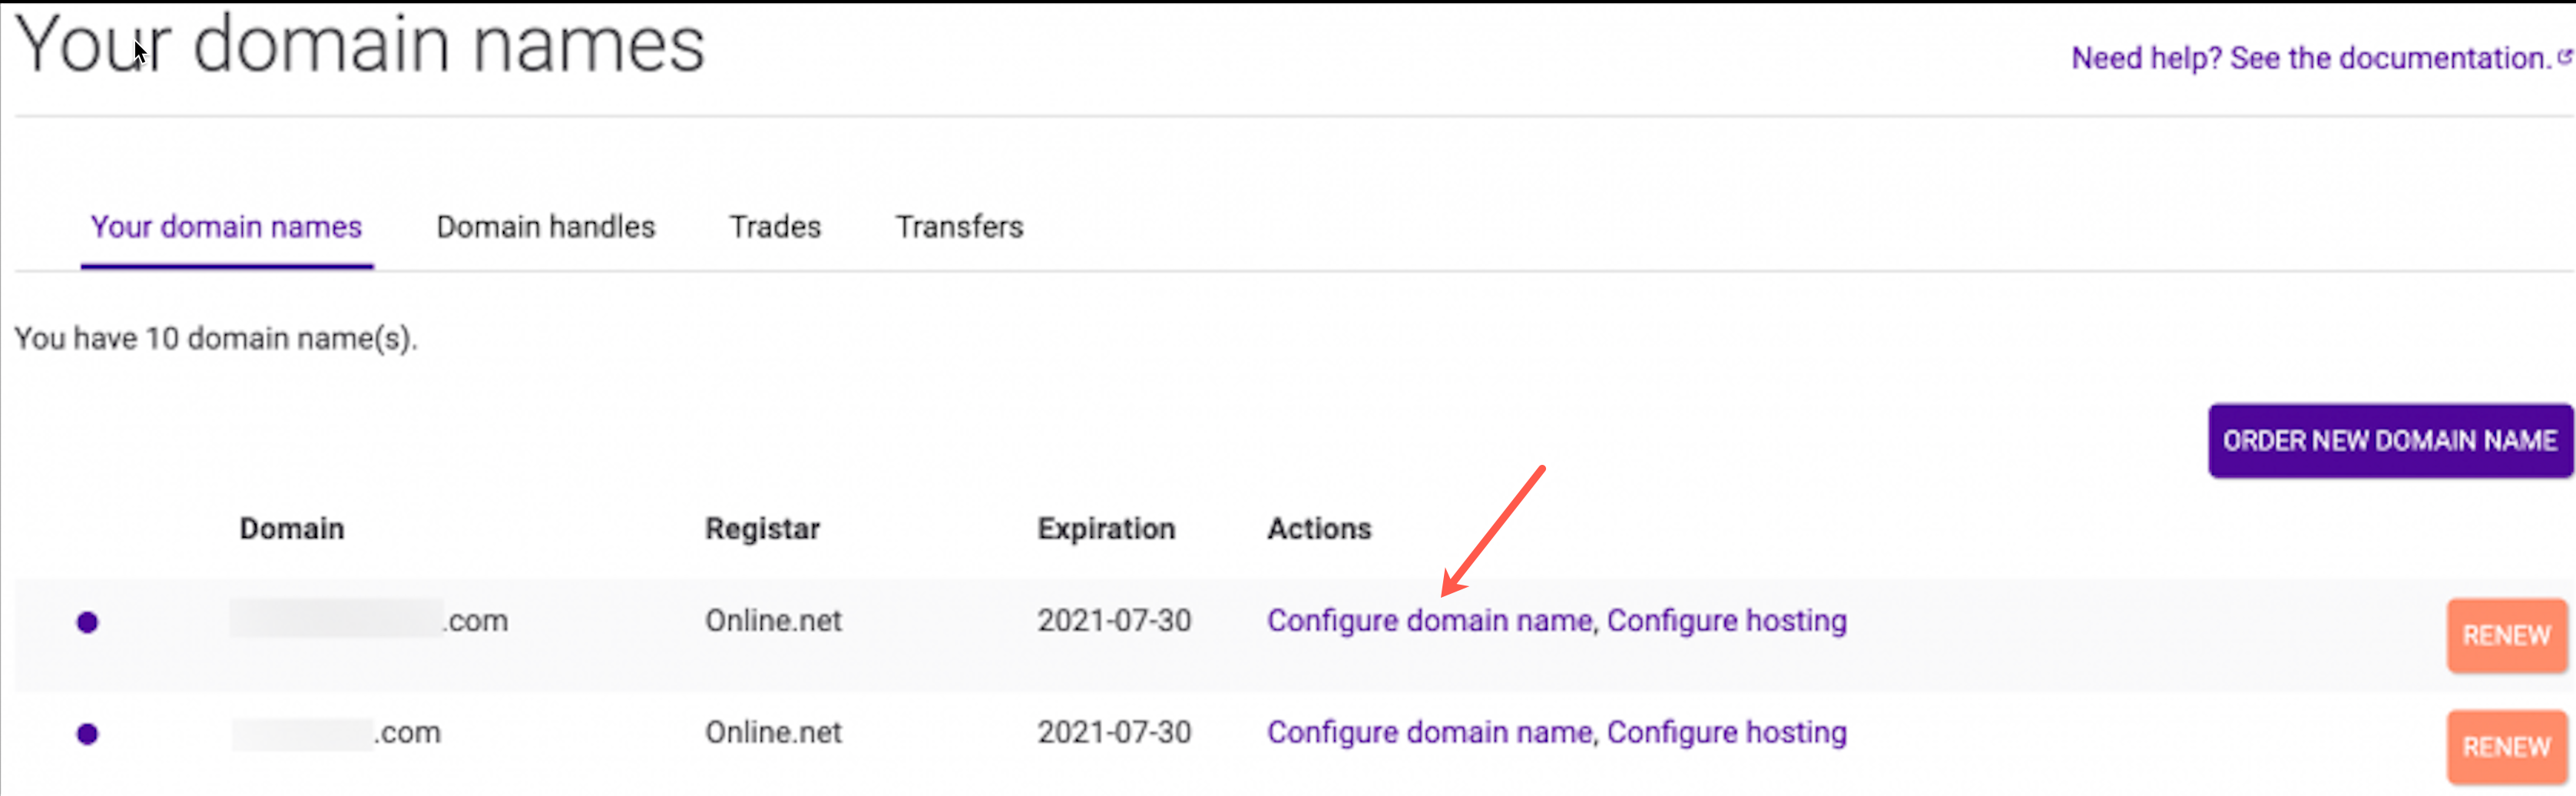 Your domain names
Need help? See the documentation.
Your domain names Domain handles Trades Transfers
You have 10 domain name(s).
ORDER NEW DOMAIN NAME
Domain Registar Expiration Actions
.com Online.net 2021-07-30 Configure domain name, Configure hosting RENEW
.com Online.net 2021-07-30 Configure domain name, Configure hosting RENEW